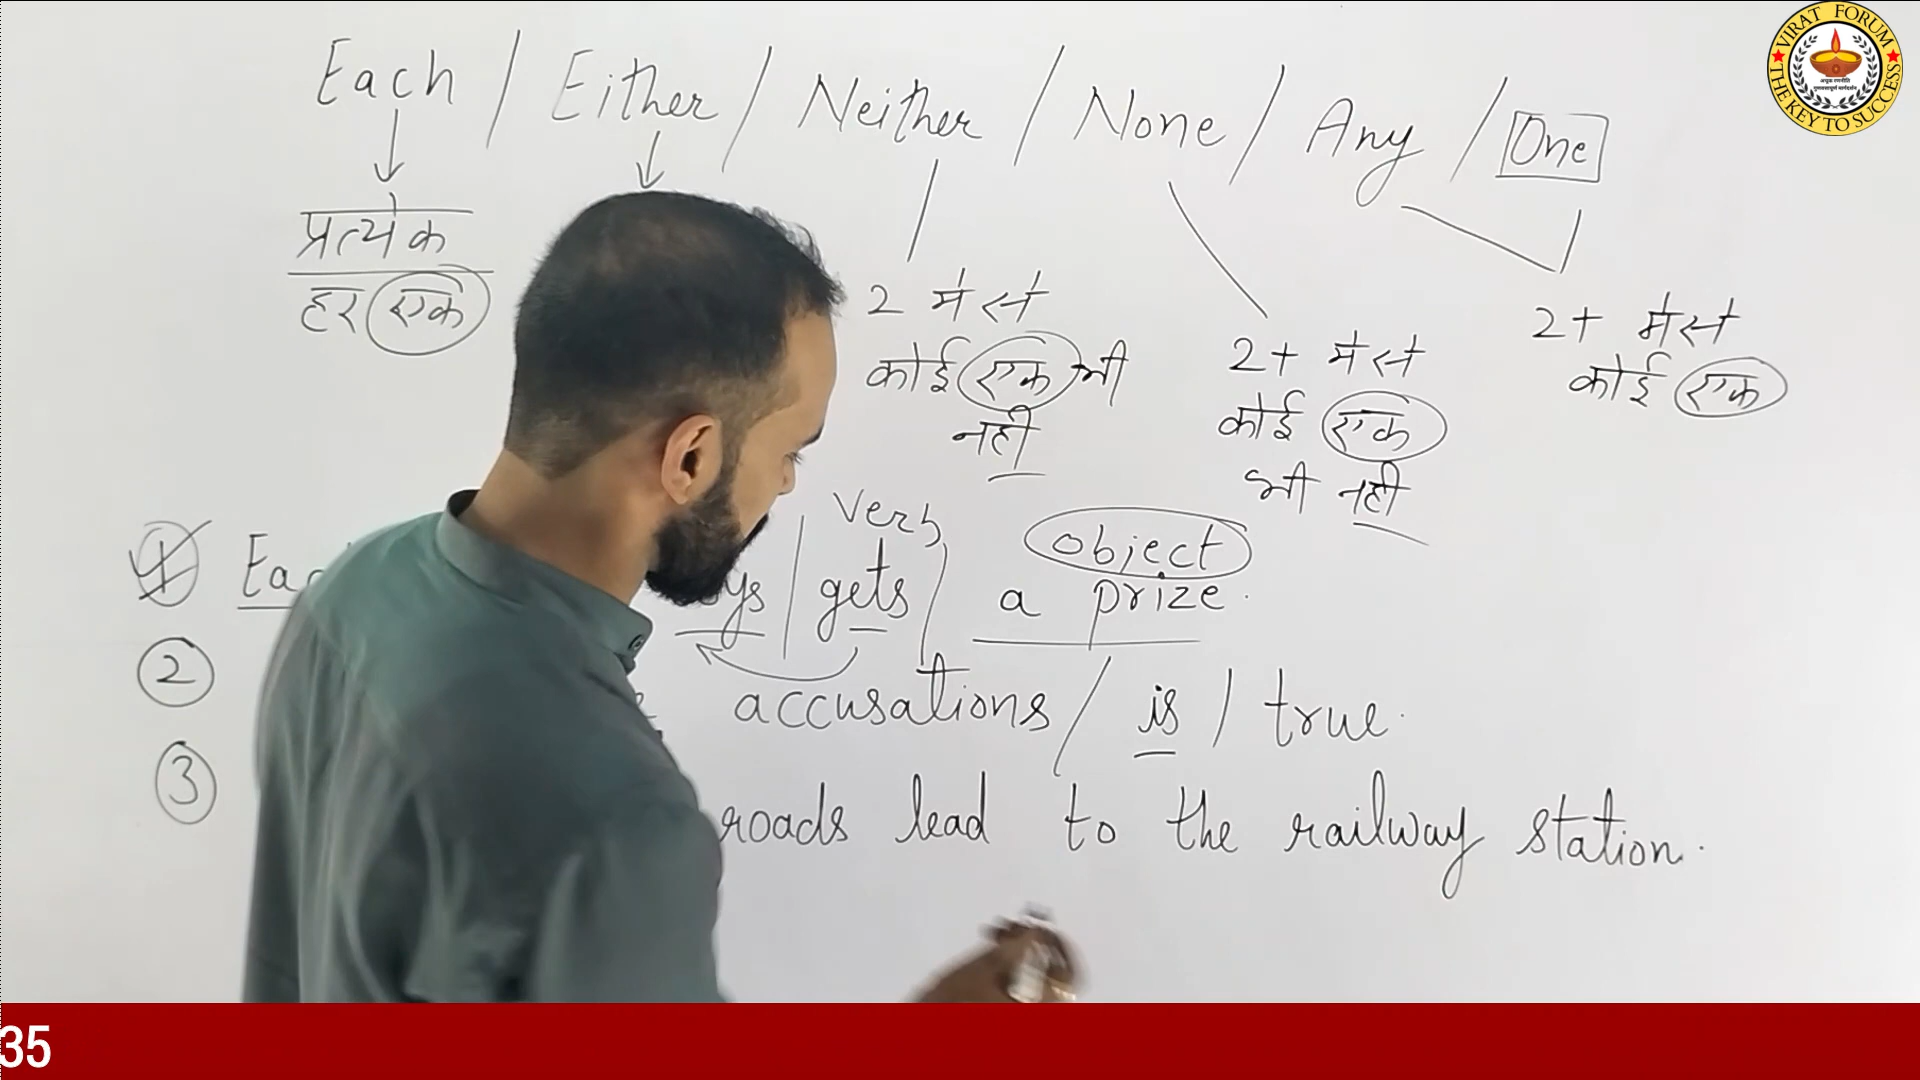 Each / Either / Neither / None / Any / One
प्रत्येक
हर एक
2 में से
कोई एक भी
नहीं
2+ में से
कोई एक
भी नहीं
2+ में से
कोई एक
verb
object
1 gets / a prize.
2 accusations / is / true.
3 roads lead to the railway station.
VIRAT FORUM
THE KEY TO SUCCESS
35